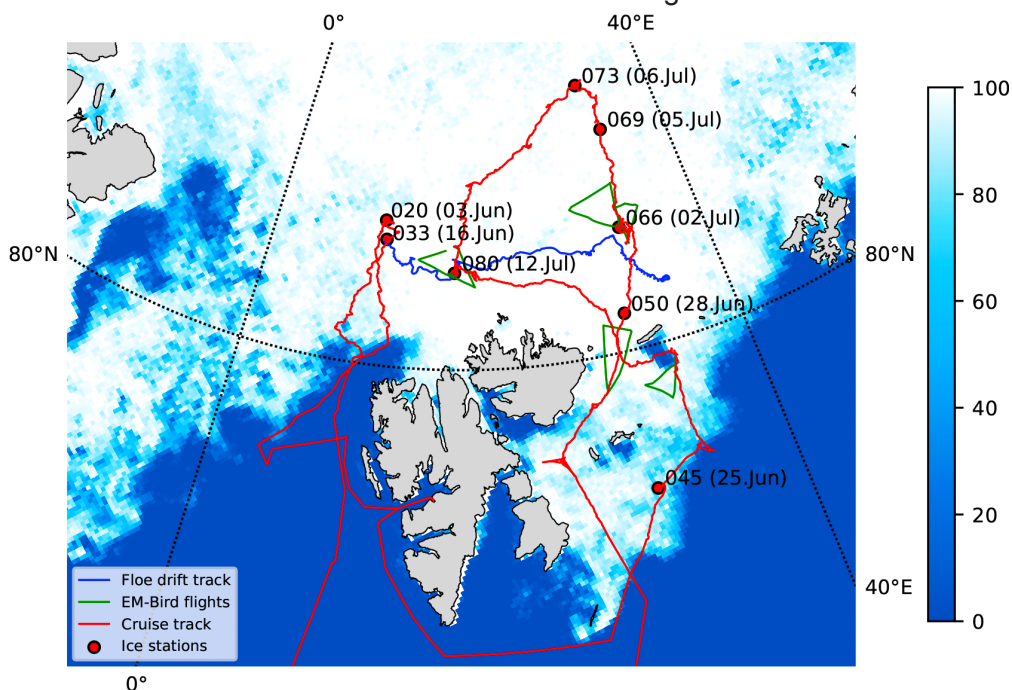 0°
40°E
073 (06.Jul)
100
069 (05.Jul)
80
020 (03.Jun)
066 (02.Jul)
033 (16.Jun)
80°N
80°N
080 (12.Jul)
60
050 (28.Jun)
40
045 (25.Jun)
20
Floe drift track
40°E
EM-Bird flights
Cruise track
0
Ice stations
0°